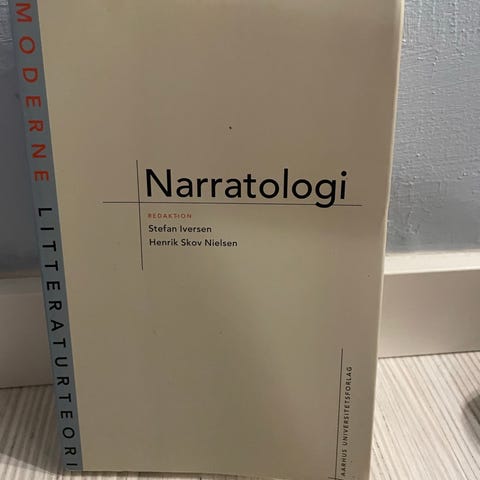 MODERNE LITTERATURTEORI
Narratologi
REDAKTION
Stefan Iversen
Henrik Skov Nielsen
AARHUS UNIVERSITETSFORLAG